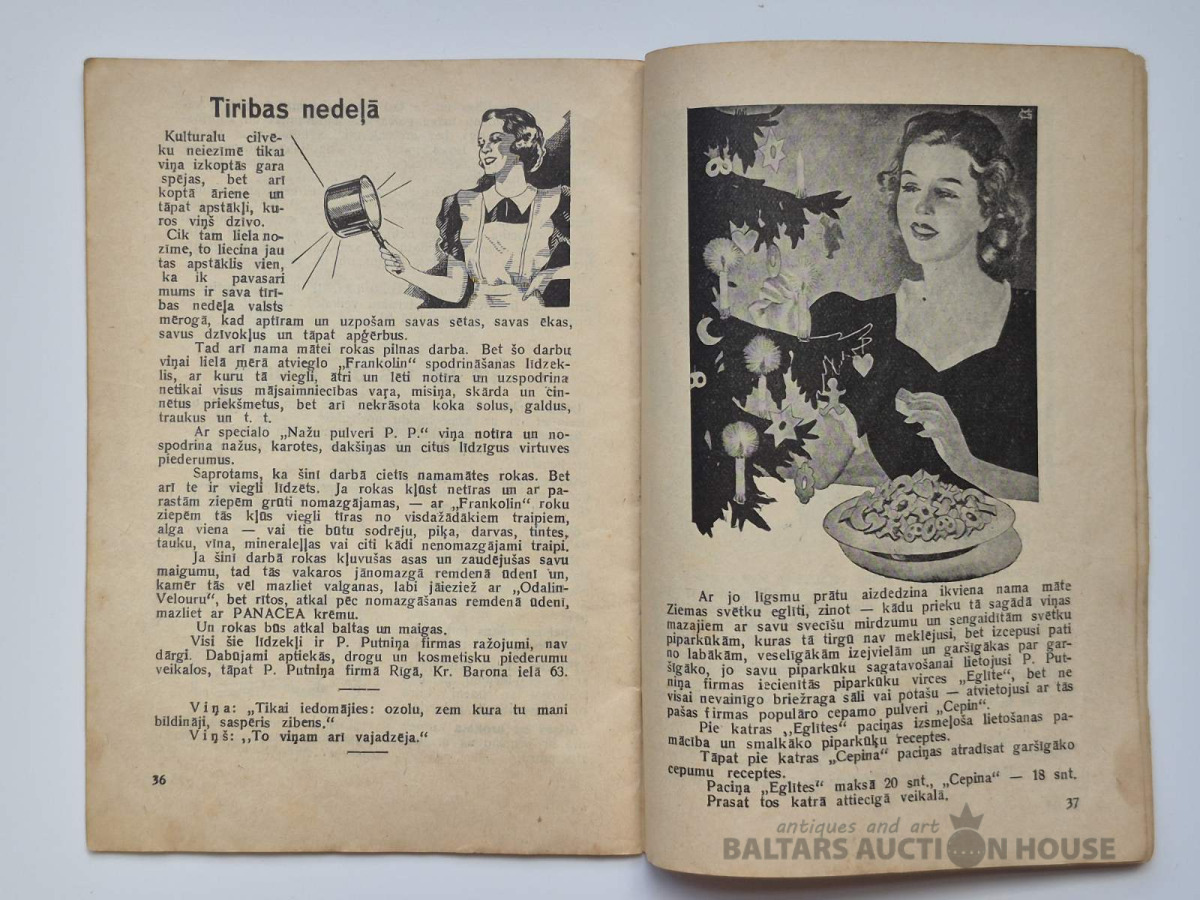 Tīrības nedeļā
Kulturalu cilve-
ku neiezīmē tikai
viņa izkoptās gara
spējas, bet arī
koptā āriene un
tāpat apstākļi, ku-
ros viņš dzīvo.
Cik tam liela no-
zīme, to liecina jau
tas apstāklis vien,
ka ik pavasari
mums ir sava tīrī-
bas nedēļa valsts
mērogā, kad aptīram un uzpošam savas sētas, savas ēkas,
savus dzīvokļus un tāpat apģērbus.
Tad arī nama mātei rokas pilnas darba. Bet šo darbu
viņai lielā mērā atvieglo „Frankolin“ spodrināšanas līdzek-
lis, ar kuru tā viegli, ātri un lēti notīra un uzspodrina
netikai visus mājsaimniecības vaŗa, misiņa, skārda un cin-
nētus priekšmetus, bet arī nekrāsota koka solus, galdus,
traukus un t. t.
Ar specialo „Nažu pulveri P. P.“ viņa notīra un no-
spodrina nažus, karotes, dakšiņas un citus līdzīgus virtuves
piederumus.
Saprotams, ka šinī darbā cietīs namamātes rokas. Bet
arī te ir viegli līdzēts. Ja rokas kļūst netīras un ar pa-
rastām ziepēm grūti nomazgājamas, — ar „Frankolin“ roku
ziepēm tās kļūs viegli tīras no visdažādākiem traipiem,
alga viena — vai tie būtu sodrēju, piķa, darvas, tintes,
tauku, vīna, mineraleļļas vai citi kādi nenomazgājami traipi.
Ja šinī darbā rokas kļuvušas asas un zaudējušas savu
maigumu, tad tās vakaros jānomazgā remdenā ūdenī un,
kamēr tās vēl mazliet valganas, labi jāieziež ar „Odalin-
Velouru“, bet rītos, atkal pēc nomazgāšanas remdenā ūdenī,
mazliet ar PANACEA krēmu.
Un rokas būs atkal baltas un maigas.
Visi šie līdzekļi ir P. Putniņa firmas ražojumi, nav
dārgi. Dabūjami aptiekās, drogu un kosmetisku piederumu
veikalos, tāpat P. Putniņa firmā Rīgā, Kr. Barona ielā 63.
Viņa: „Tikai iedomājies: ozolu, zem kura tu mani
bildināji, saspēris zibens.“
Viņš: „To viņam arī vajadzēja.“
36
Ar jo līgsmu prātu aizdedzina ikviena nama māte
Ziemas svētku eglīti, zinot — kādu prieku tā sagādā viņas
mazajiem ar savu svecīšu mirdzumu un sengaidītām svētku
piparkūkām, kuras tā tirgū nav meklējusi, bet izcepusi pati
no labākām, veselīgākām izejvielām un garšīgākās par gar-
šīgāko, jo savu piparkūku sagatavošanai lietojusi P. Put-
niņa firmas iecienītās piparkūku virces „Eglīte“, bet ne
visai nevainīgo briežraga sāli vai potašu — atvietojusi ar tās
pašas firmas populāro cepamo pulveri „Cepin“.
Pie katras „Eglītes“ paciņas izsmeļoša lietošanas pa-
mācība un smalkāko piparkūku receptes.
Tāpat pie katras „Cepina“ paciņas atradīsat garšīgāko
cepumu receptes.
Paciņa „Eglītes“ maksā 20 snt., „Cepina“ — 18 snt.
Prasat tos katrā attiecīgā veikalā.
37
antiques and art
BALTARS AUCTION HOUSE